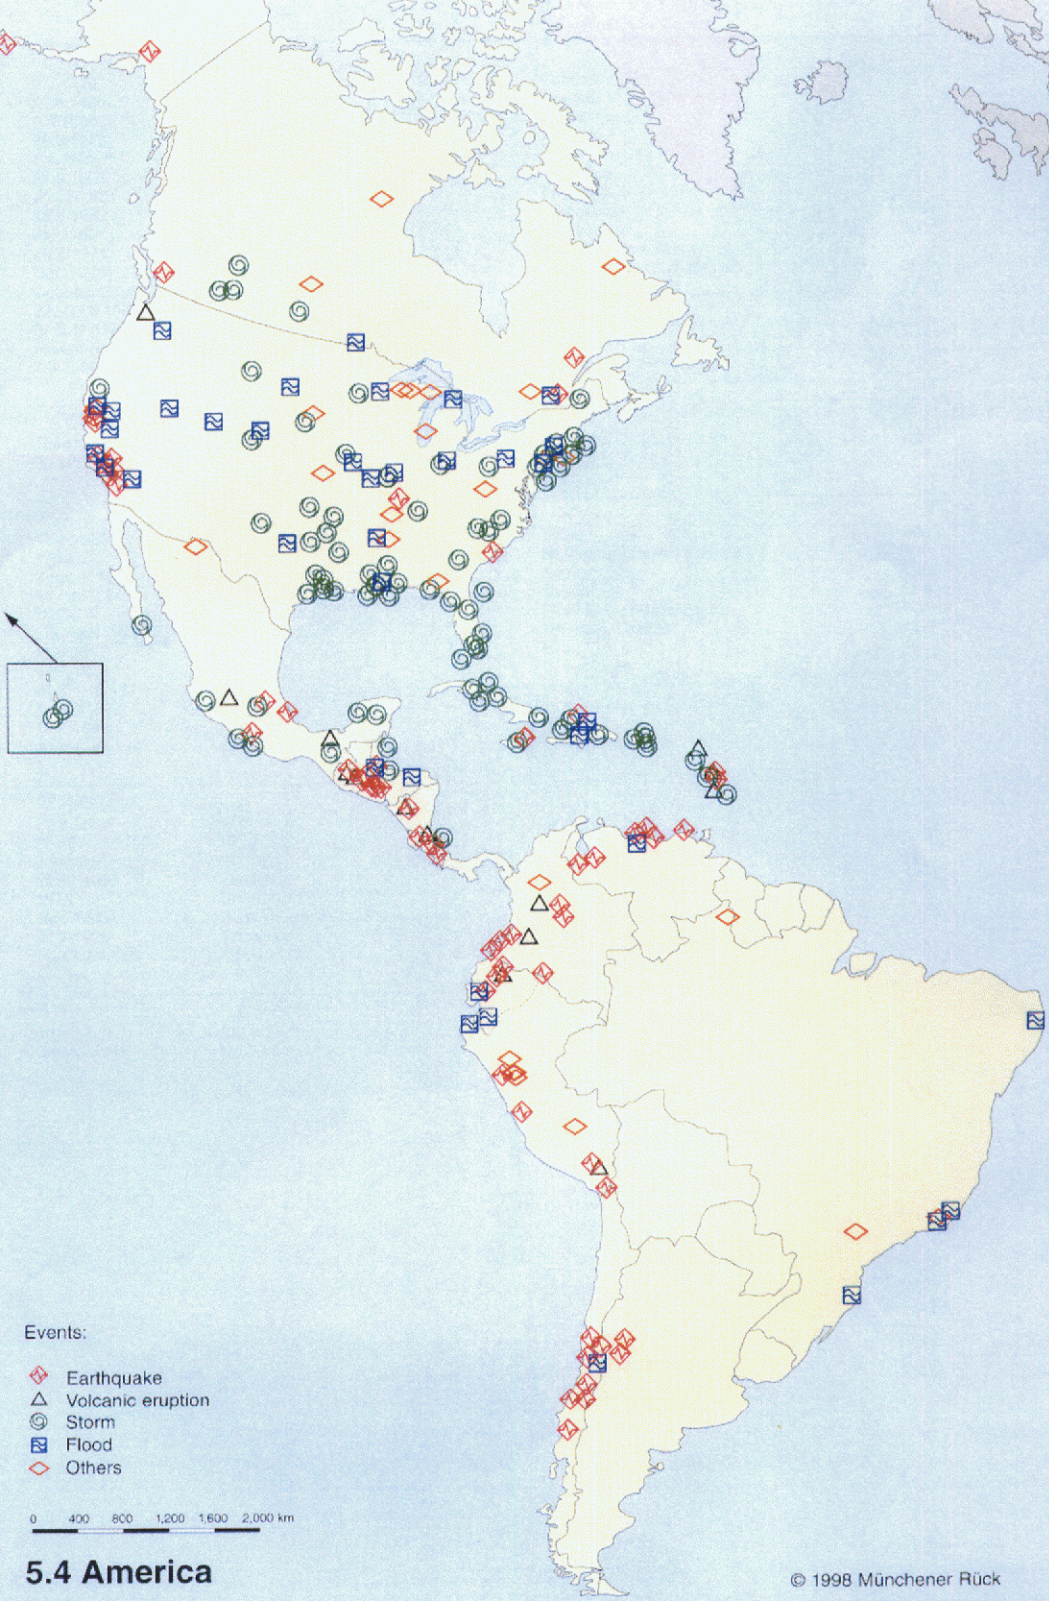 Events:
Earthquake
Volcanic eruption
Storm
Flood
Others
0 400 800 1,200 1,600 2,000 km
5.4 America
© 1998 Münchener Rück